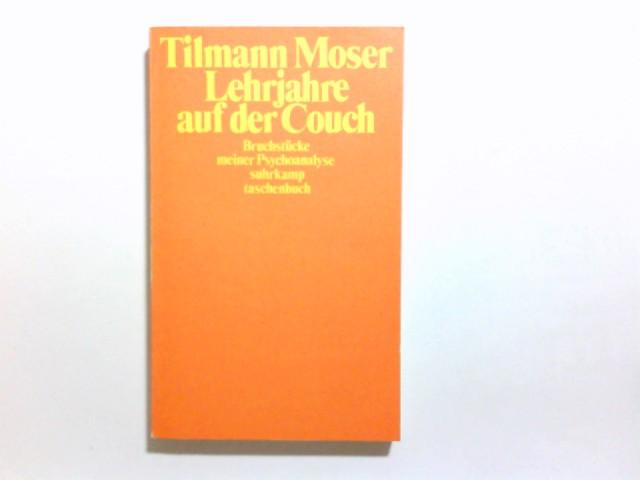 Tilmann Moser
Lehrjahre
auf der Couch
Bruchstücke
meiner Psychoanalyse
suhrkamp
taschenbuch